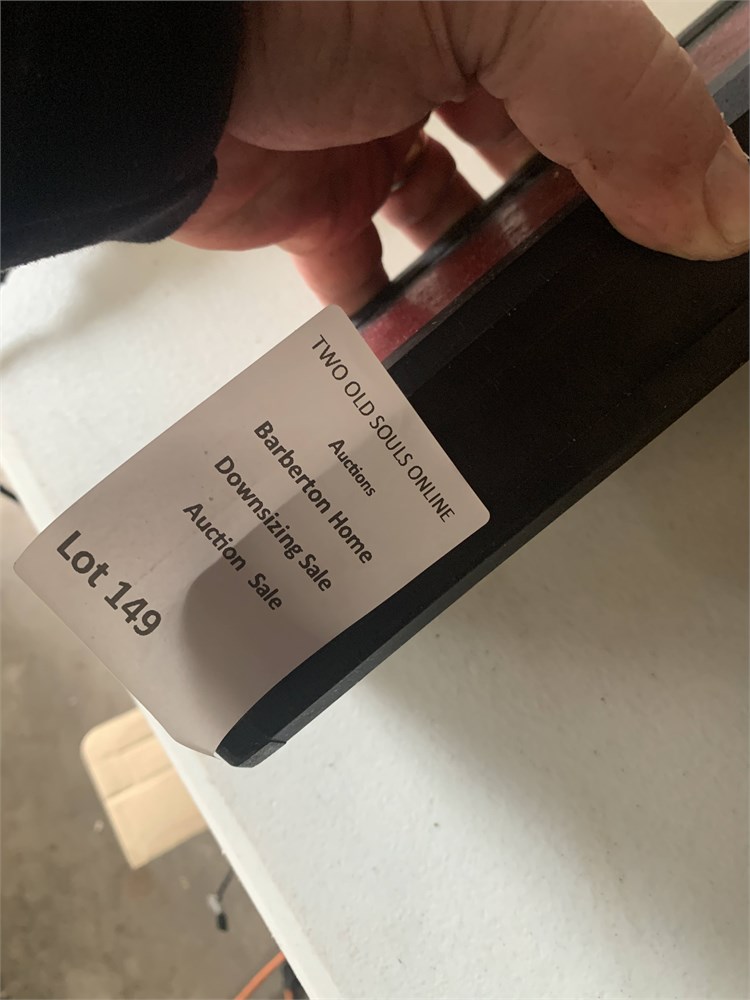 TWO OLD SOULS ONLINE
Auctions
Barberton Home
Downsizing Sale
Auction Sale
Lot 149